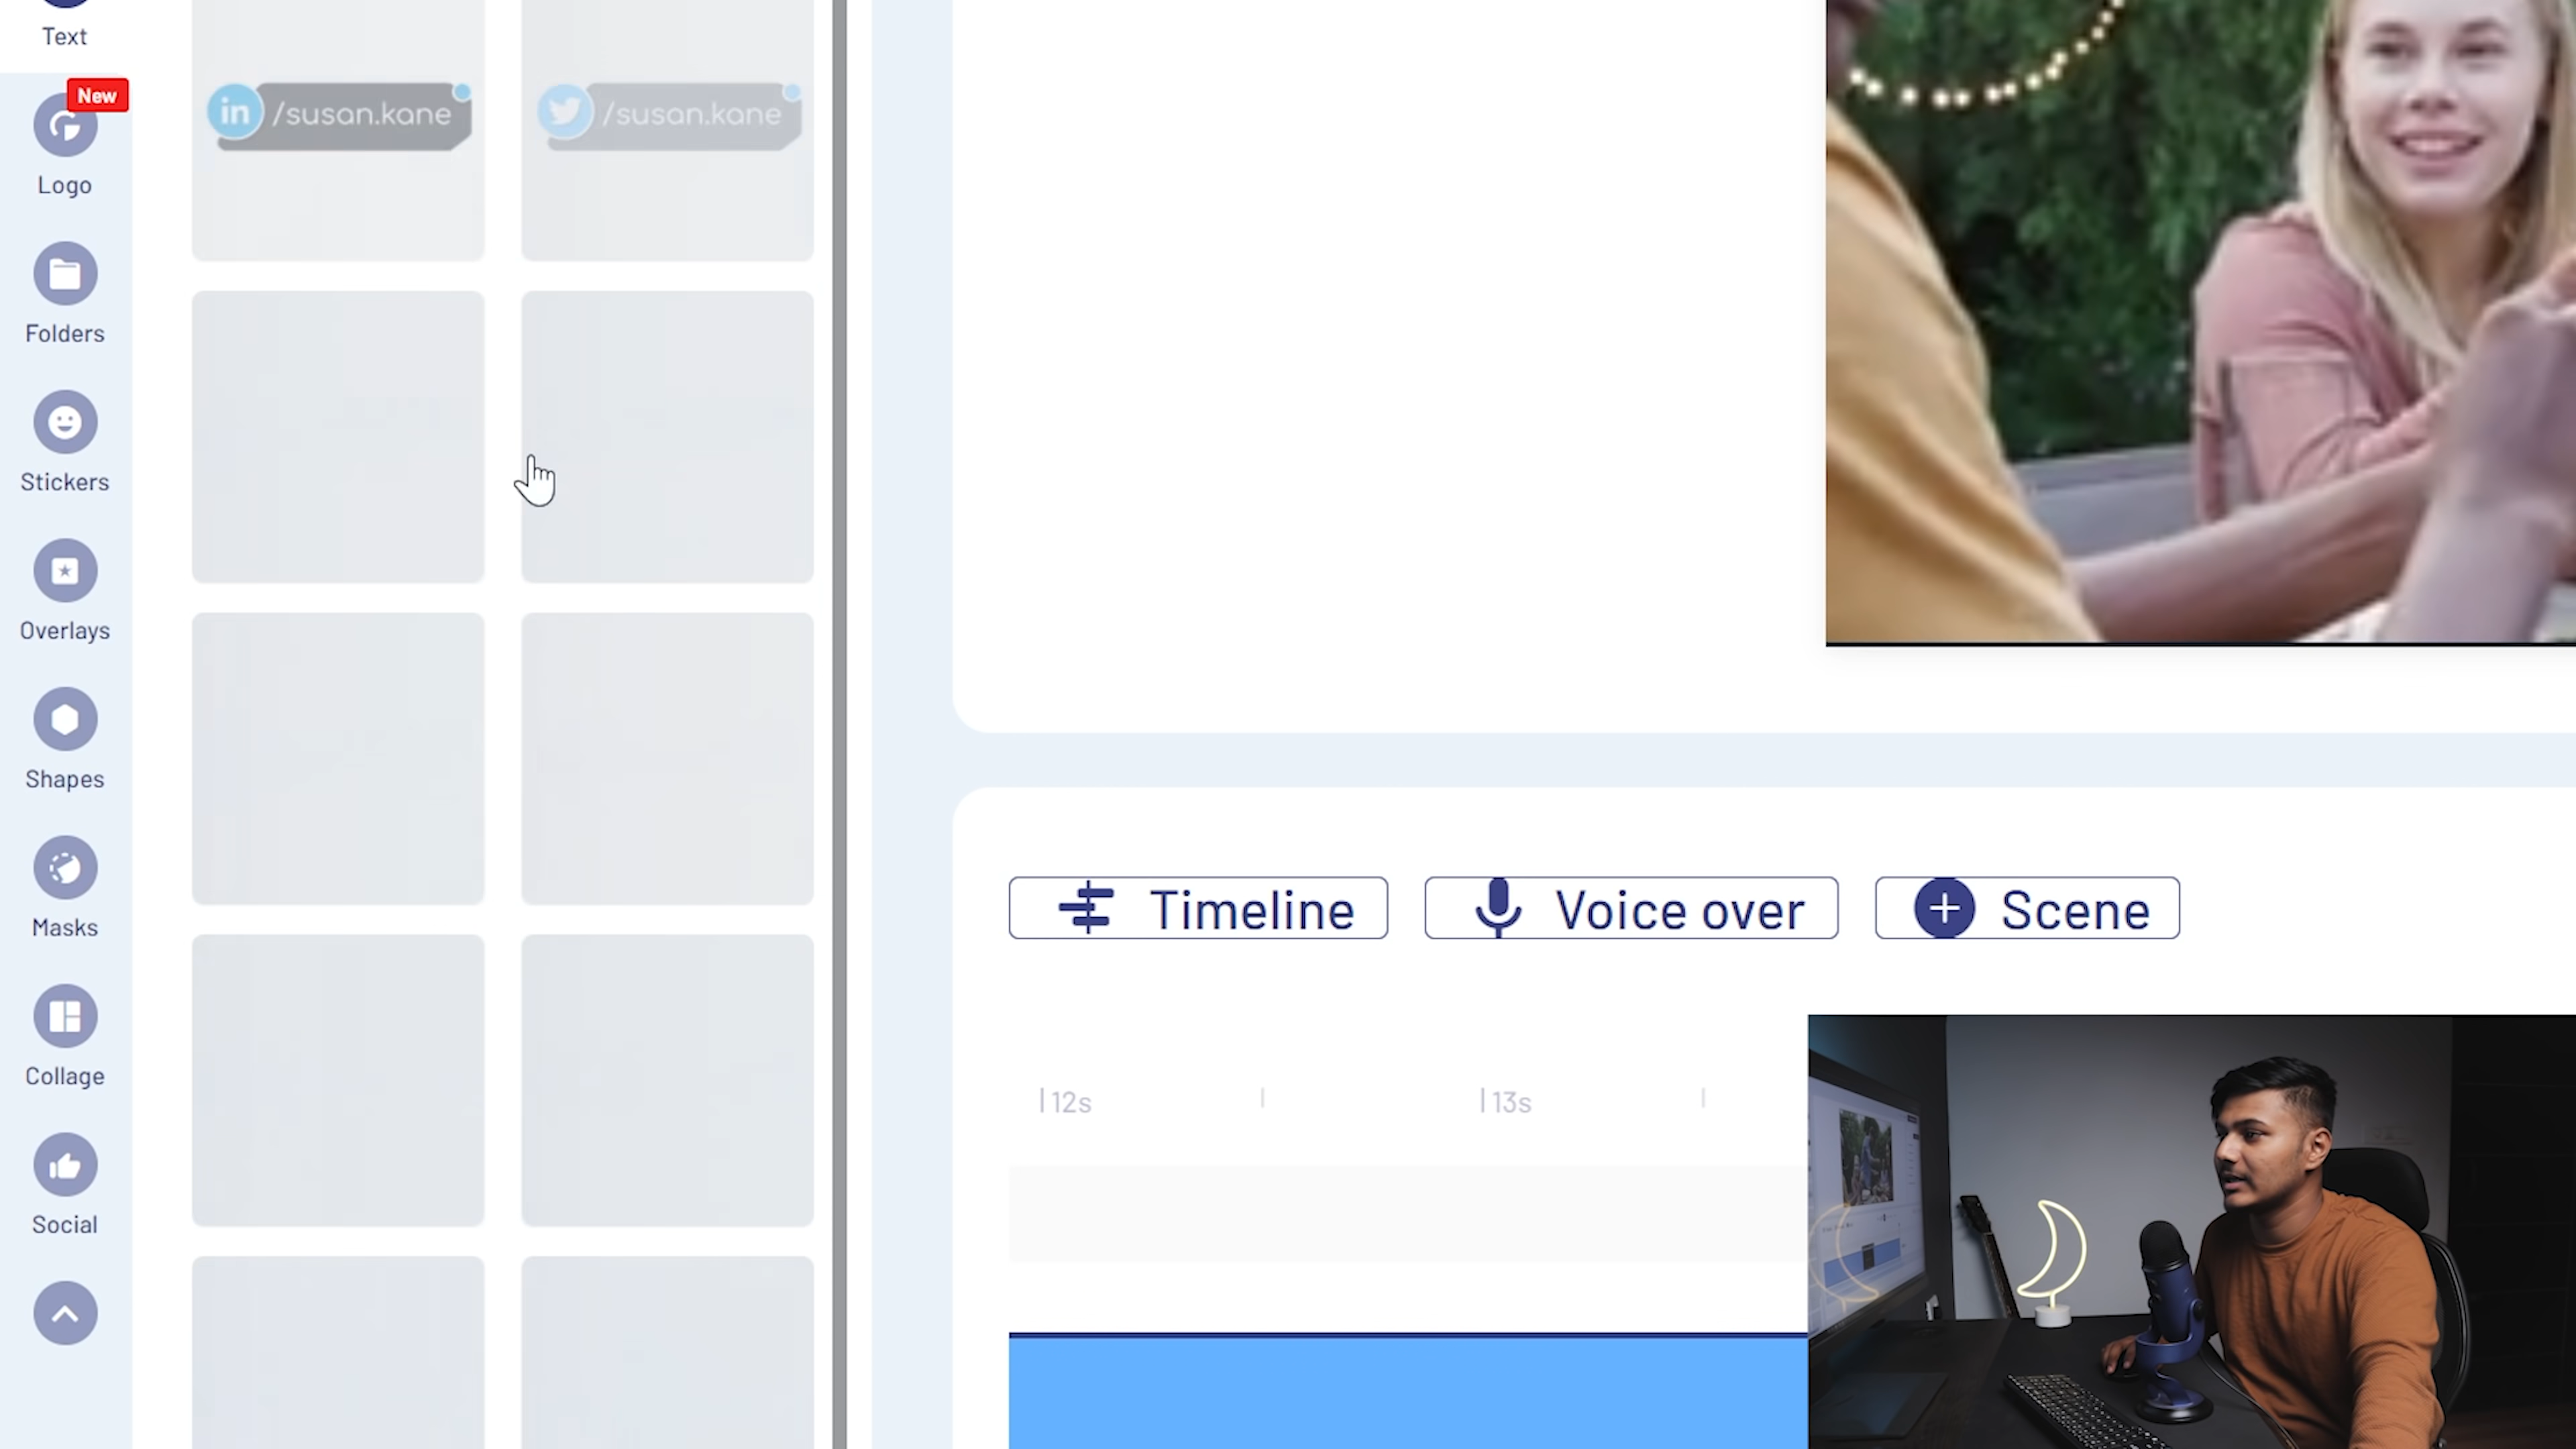 Text
New
Logo
Folders
Stickers
Overlays
Shapes
Masks
Collage
Social
in /susan.kane
/susan.kane
Timeline
Voice over
Scene
12s
13s